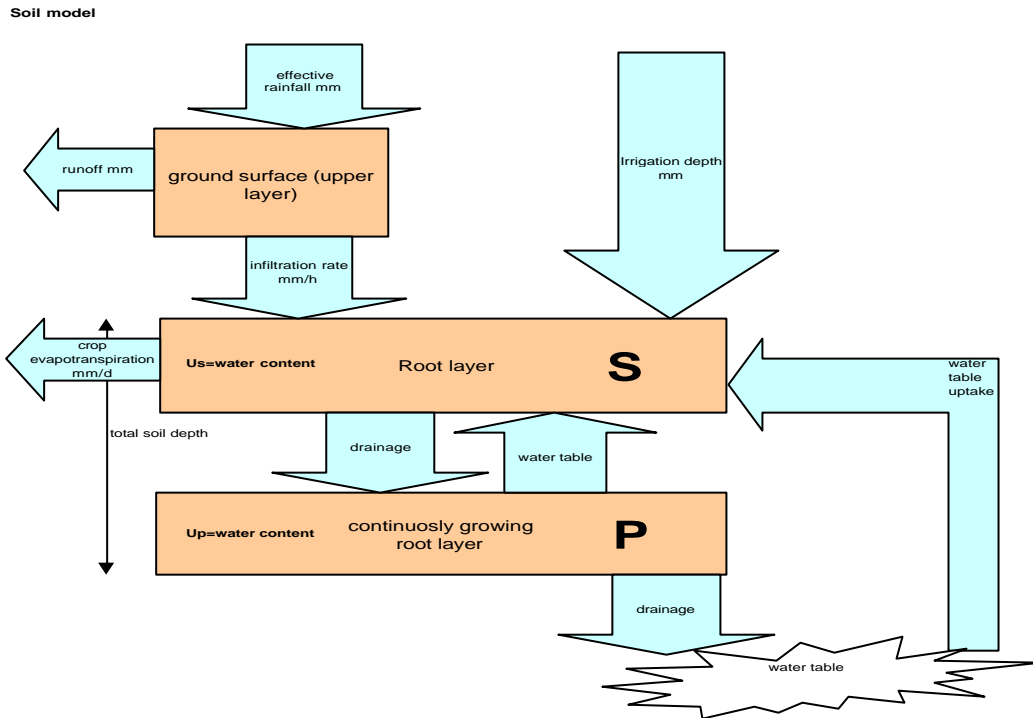 Soil model
effective
rainfall mm
runoff mm
ground surface (upper
layer)
Irrigation depth
mm
infiltration rate
mm/h
crop
evapotranspiration
mm/d
Us=water content
Root layer
S
water
table
uptake
total soil depth
drainage
water table
Up=water content
continuosly growing
root layer
P
drainage
water table